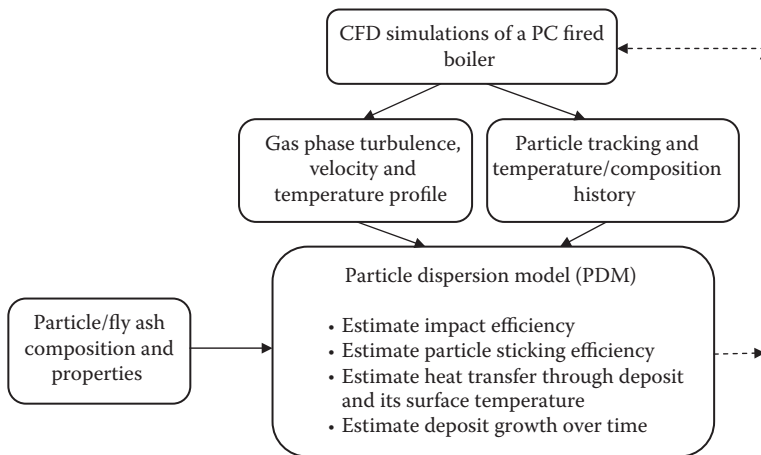 CFD simulations of a PC fired
boiler
Gas phase turbulence,
velocity and
temperature profile
Particle tracking and
temperature/composition
history
Particle dispersion model (PDM)
Particle/fly ash
composition and
properties
• Estimate impact efficiency
• Estimate particle sticking efficiency
• Estimate heat transfer through deposit
and its surface temperature
• Estimate deposit growth over time